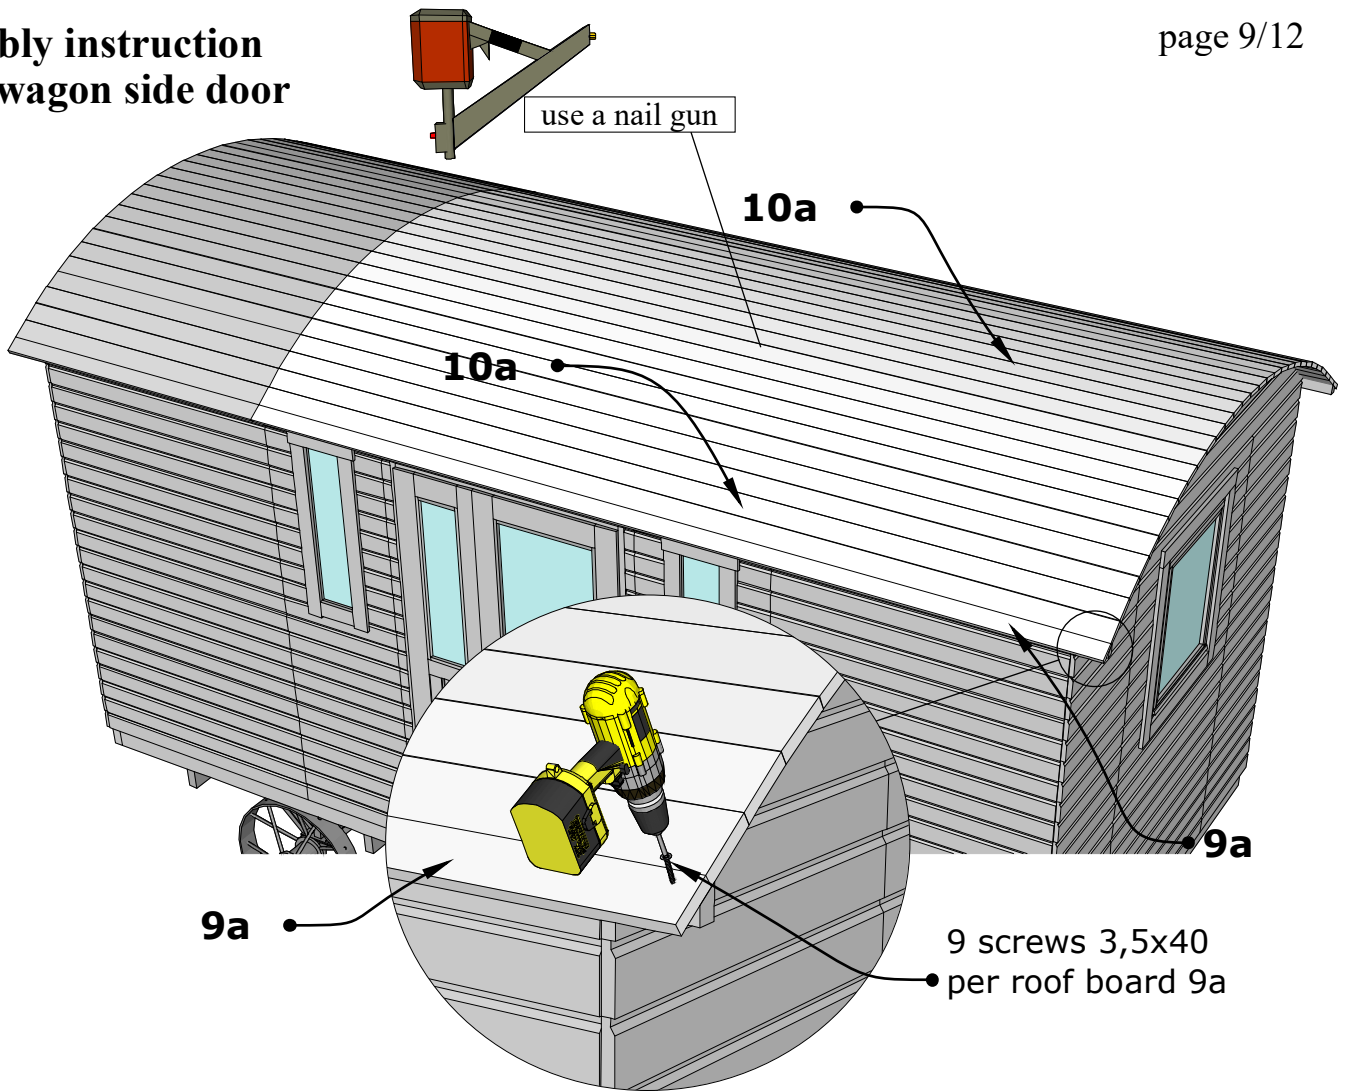 bly instruction
wagon side door
page 9/12
use a nail gun
10a
10a
9a
9a
9 screws 3,5x40
per roof board 9a